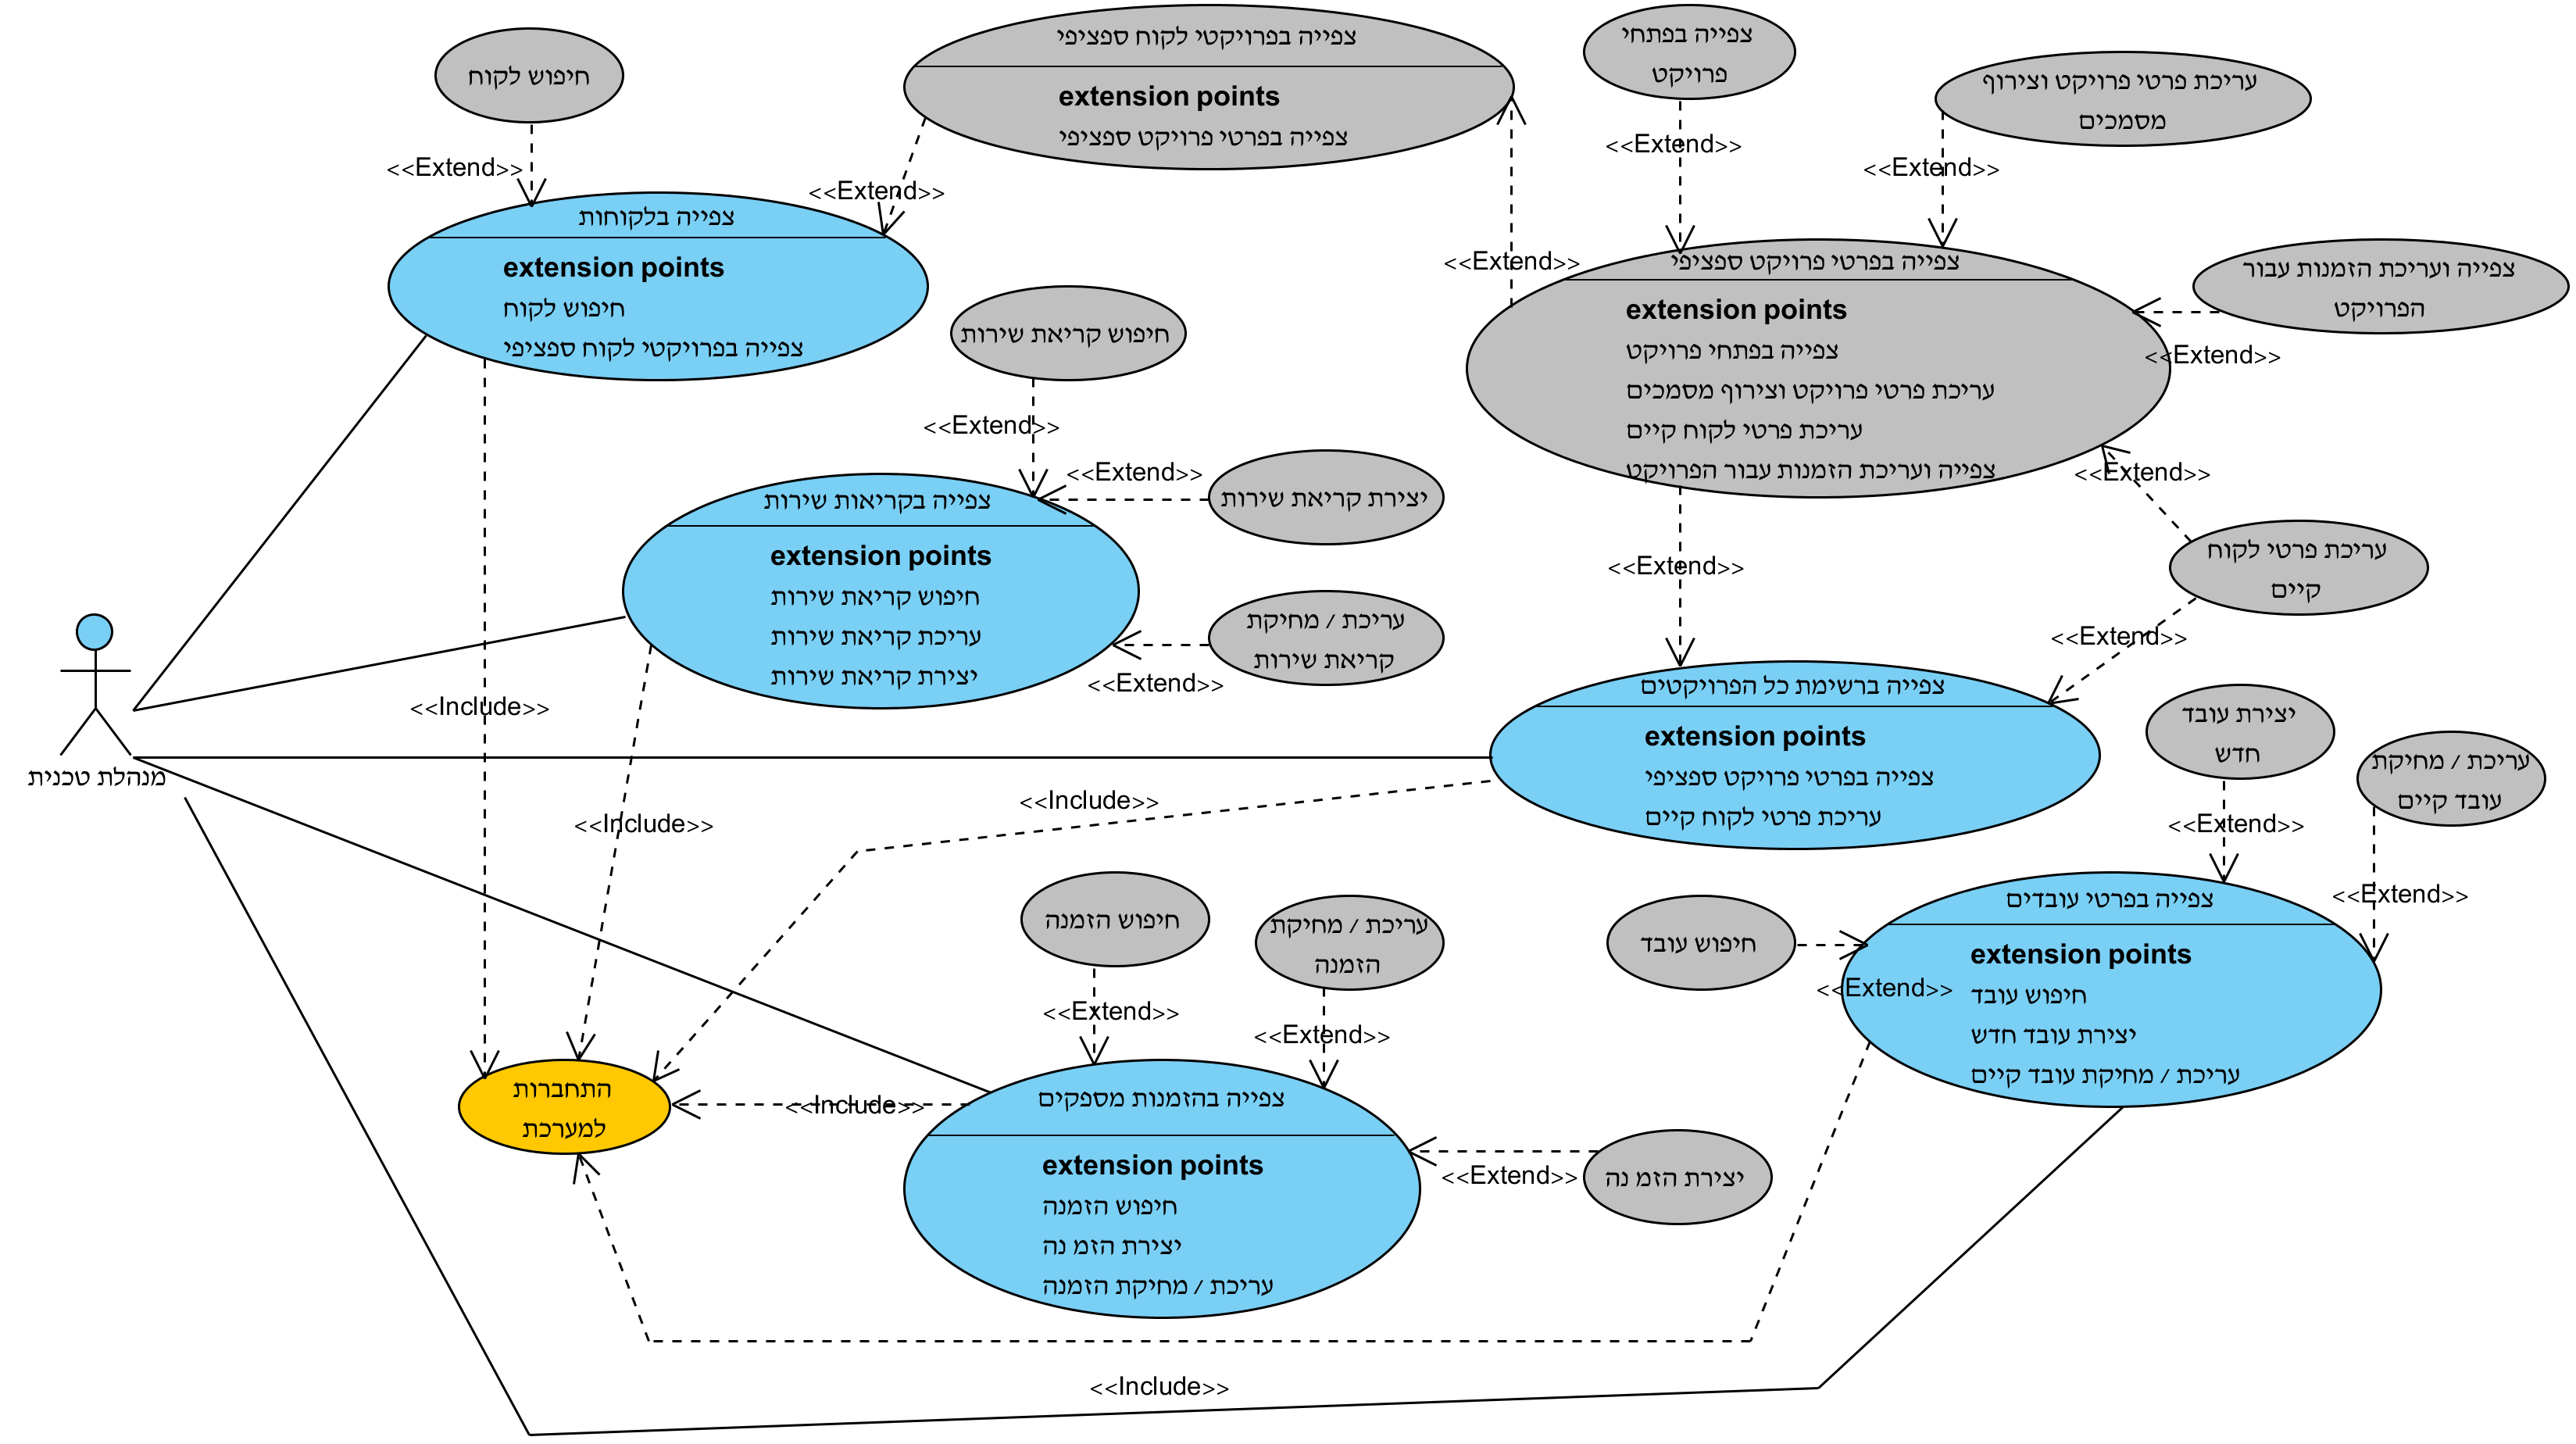 חיפוש לקוח
<<Extend>>
צפייה בפרויקטי לקוח ספציפי
extension points
צפייה בפרטי פרויקט ספציפי
<<Extend>>
צפייה בפתחי
פרויקט
<<Extend>>
עריכת פרטי פרויקט וצירוף
מסמכים
<<Extend>>
צפייה בלקוחות
extension points
חיפוש לקוח
צפייה בפרויקטי לקוח ספציפי
<<Extend>>
צפייה בפרטי פרויקט ספציפי
extension points
צפייה בפתחי פרויקט
עריכת פרטי פרויקט וצירוף מסמכים
עריכת פרטי לקוח קיים
צפייה ועריכת הזמנות עבור הפרויקט
צפייה ועריכת הזמנות עבור
הפרויקט
<<Extend>>
חיפוש קריאת שירות
<<Extend>>
<<Extend>>
יצירת קריאת שירות
צפייה בקריאות שירות
extension points
חיפוש קריאת שירות
עריכת קריאת שירות
יצירת קריאת שירות
עריכת / מחיקת
קריאת שירות
<<Extend>>
<<Extend>>
<<Extend>>
עריכת פרטי לקוח
קיים
<<Extend>>
צפייה ברשימת כל הפרויקטים
extension points
צפייה בפרטי פרויקט ספציפי
עריכת פרטי לקוח קיים
מנהלת טכנית
<<Include>>
<<Include>>
<<Include>>
יצירת עובד
חדש
<<Extend>>
עריכת / מחיקת
עובד קיים
<<Extend>>
חיפוש עובד
<<Extend>>
צפייה בפרטי עובדים
extension points
חיפוש עובד
יצירת עובד חדש
עריכת / מחיקת עובד קיים
חיפוש הזמנה
<<Extend>>
עריכת / מחיקת
הזמנה
<<Extend>>
התחברות
למערכת
<<Include>>
צפייה בהזמנות מספקים
extension points
חיפוש הזמנה
יצירת הזמ נה
עריכת / מחיקת הזמנה
<<Extend>>
יצירת הזמ נה
<<Include>>